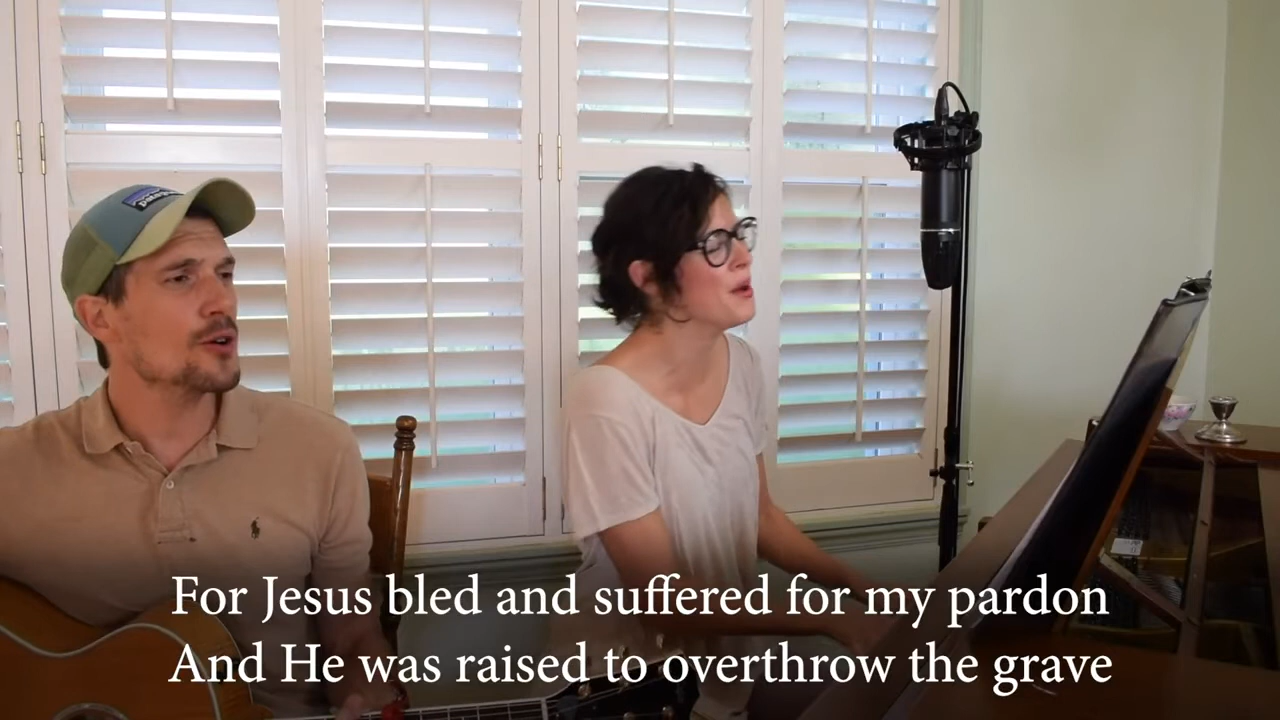 For Jesus bled and suffered for my pardon
And He was raised to overthrow the grave